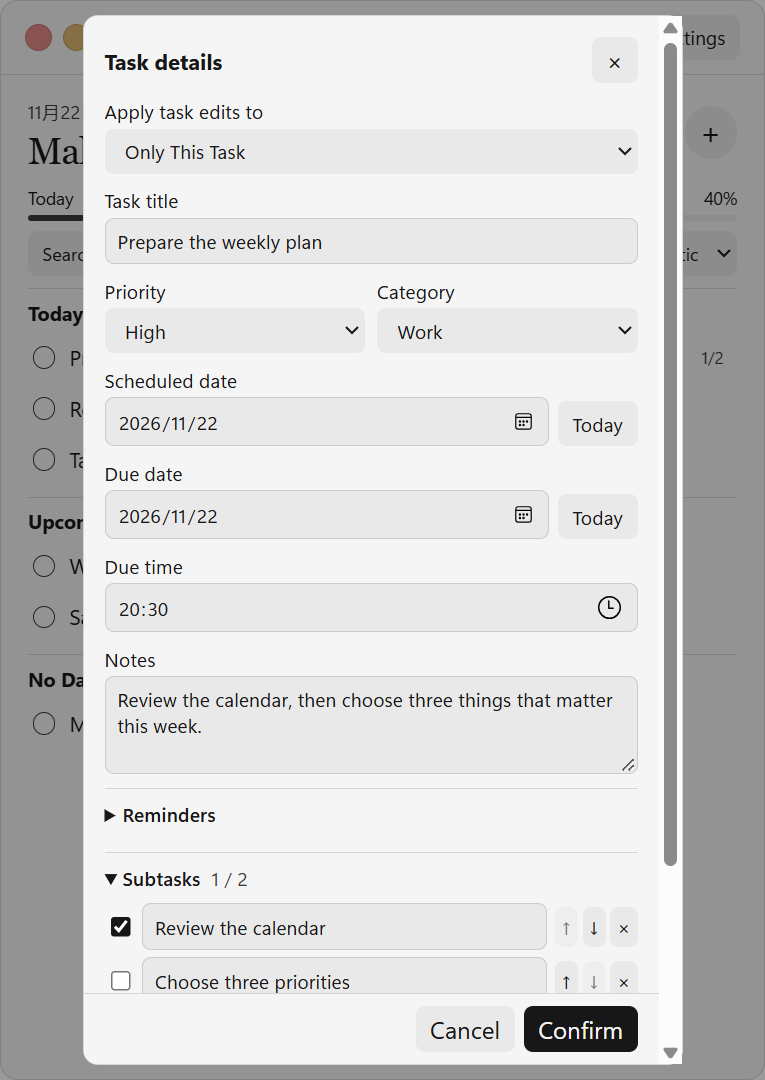 Task details
×
Apply task edits to
Only This Task
Task title
Prepare the weekly plan
Priority
Category
High
Work
Scheduled date
2026/11/22
Today
Due date
2026/11/22
Today
Due time
20:30
Notes
Review the calendar, then choose three things that matter
this week.
Reminders
Subtasks 1 / 2
Review the calendar
↑ ↓ ×
Choose three priorities
↑ ↓ ×
Cancel
Confirm
11月22
Today
+
40%
Today
1/2